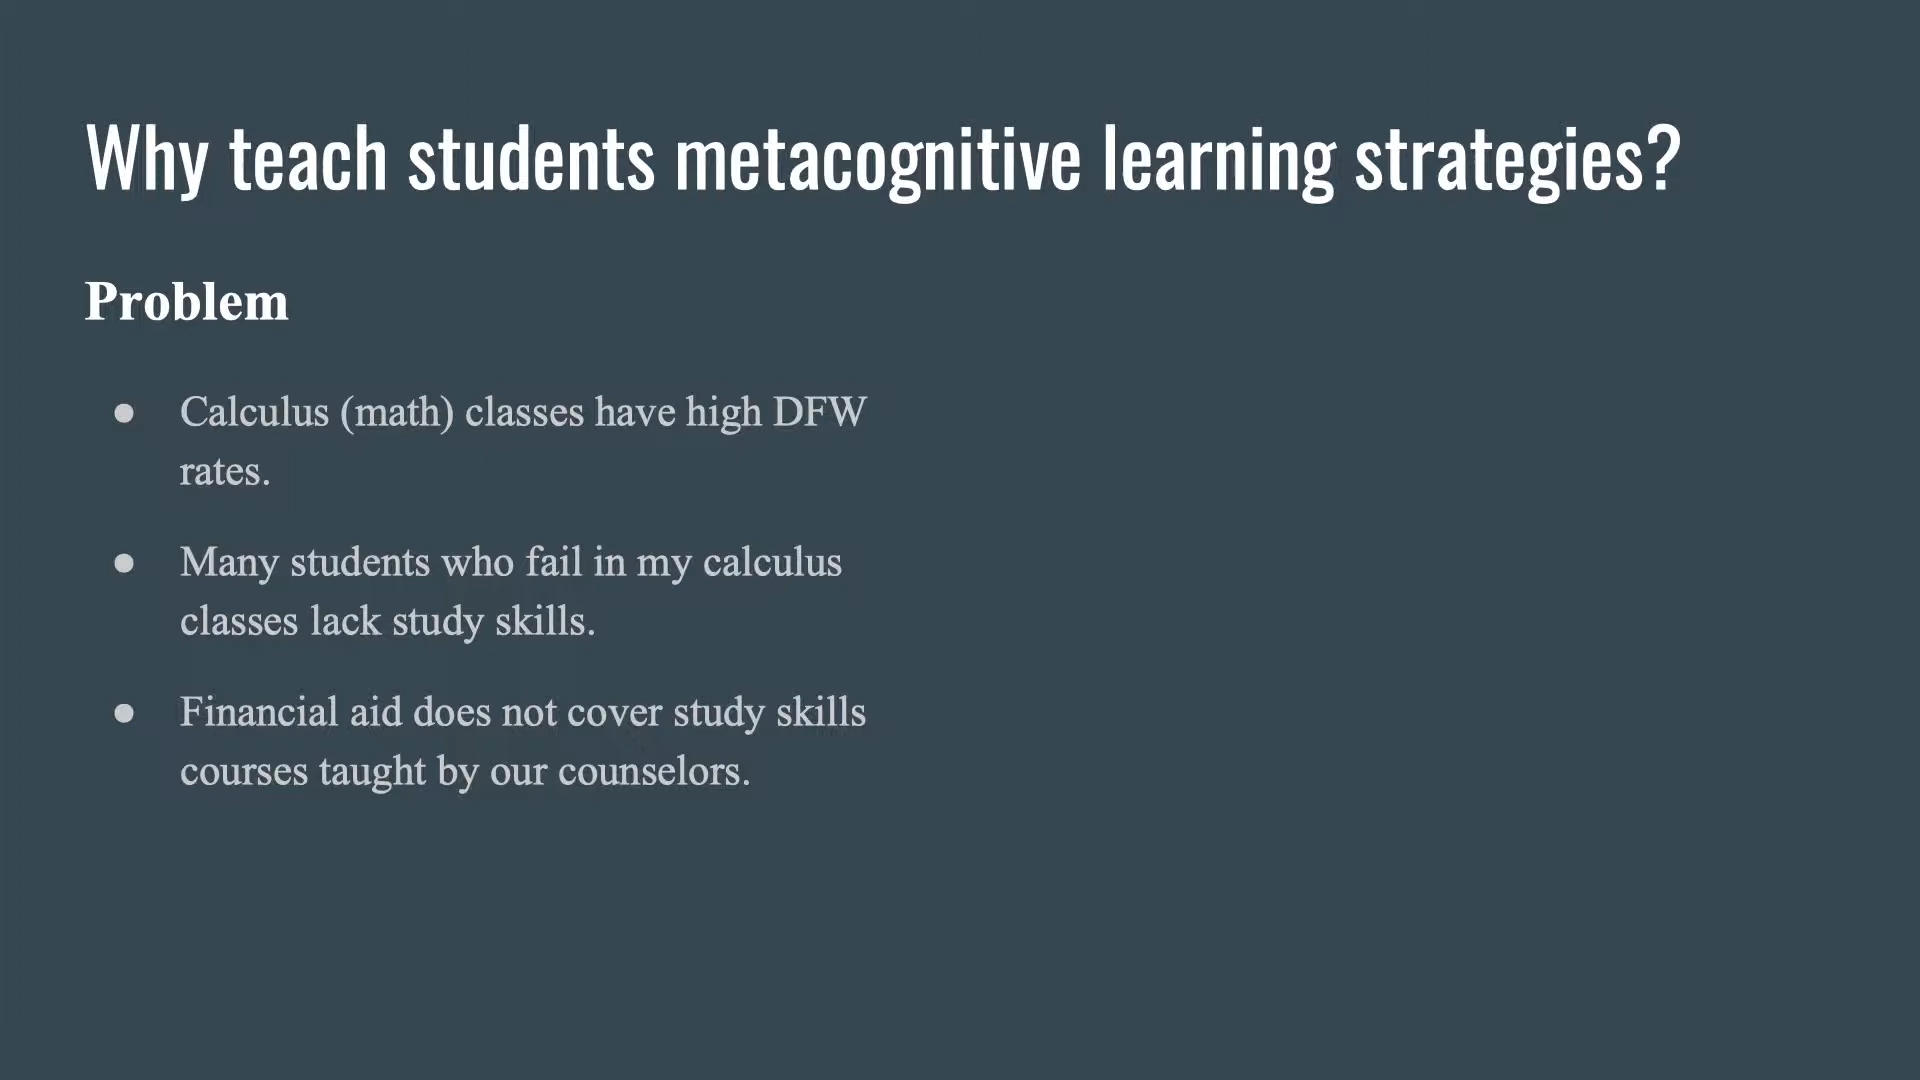 Why teach students metacognitive learning strategies?
Problem
● Calculus (math) classes have high DFW
rates.
● Many students who fail in my calculus
classes lack study skills.
● Financial aid does not cover study skills
courses taught by our counselors.